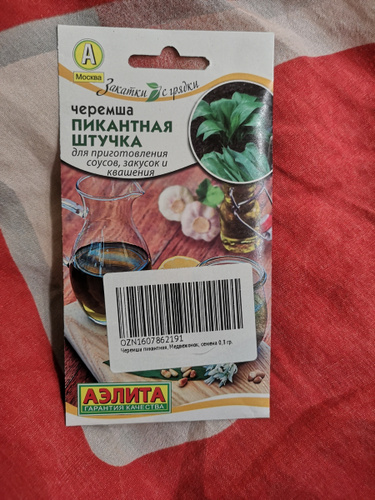 А
Москва
Закатки с грядки
черемша
ПИКАНТНАЯ
ШТУЧКА
для приготовления
соусов, закусок и
квашения
OZN1607862191
Черемша пикантная, Медвежонок, семена 0,3 гр.
АЭЛИТА
ГАРАНТИЯ КАЧЕСТВА